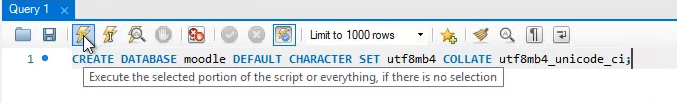 Query 1
Limit to 1000 rows
1 CREATE DATABASE moodle DEFAULT CHARACTER SET utf8mb4 COLLATE utf8mb4_unicode_ci;
Execute the selected portion of the script or everything, if there is no selection